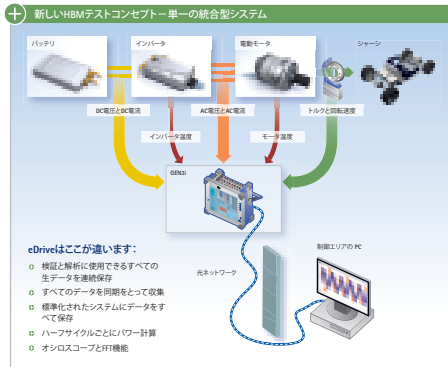 新しいHBMテストコンセプト－単一の統合型システム
バッテリ
インバータ
電動モータ
シャーシ
DC電圧とDC電流
AC電圧とAC電流
トルクと回転速度
インバータ温度
モータ温度
GEN3i
eDriveはここが違います：
検証と解析に使用できるすべての
生データを連続保存
すべてのデータを同期をとって収集
標準化されたシステムにデータをす
べて保存
ハーフサイクルごとにパワー計算
オシロスコープとFFT機能
光ネットワーク
制御エリアの PC